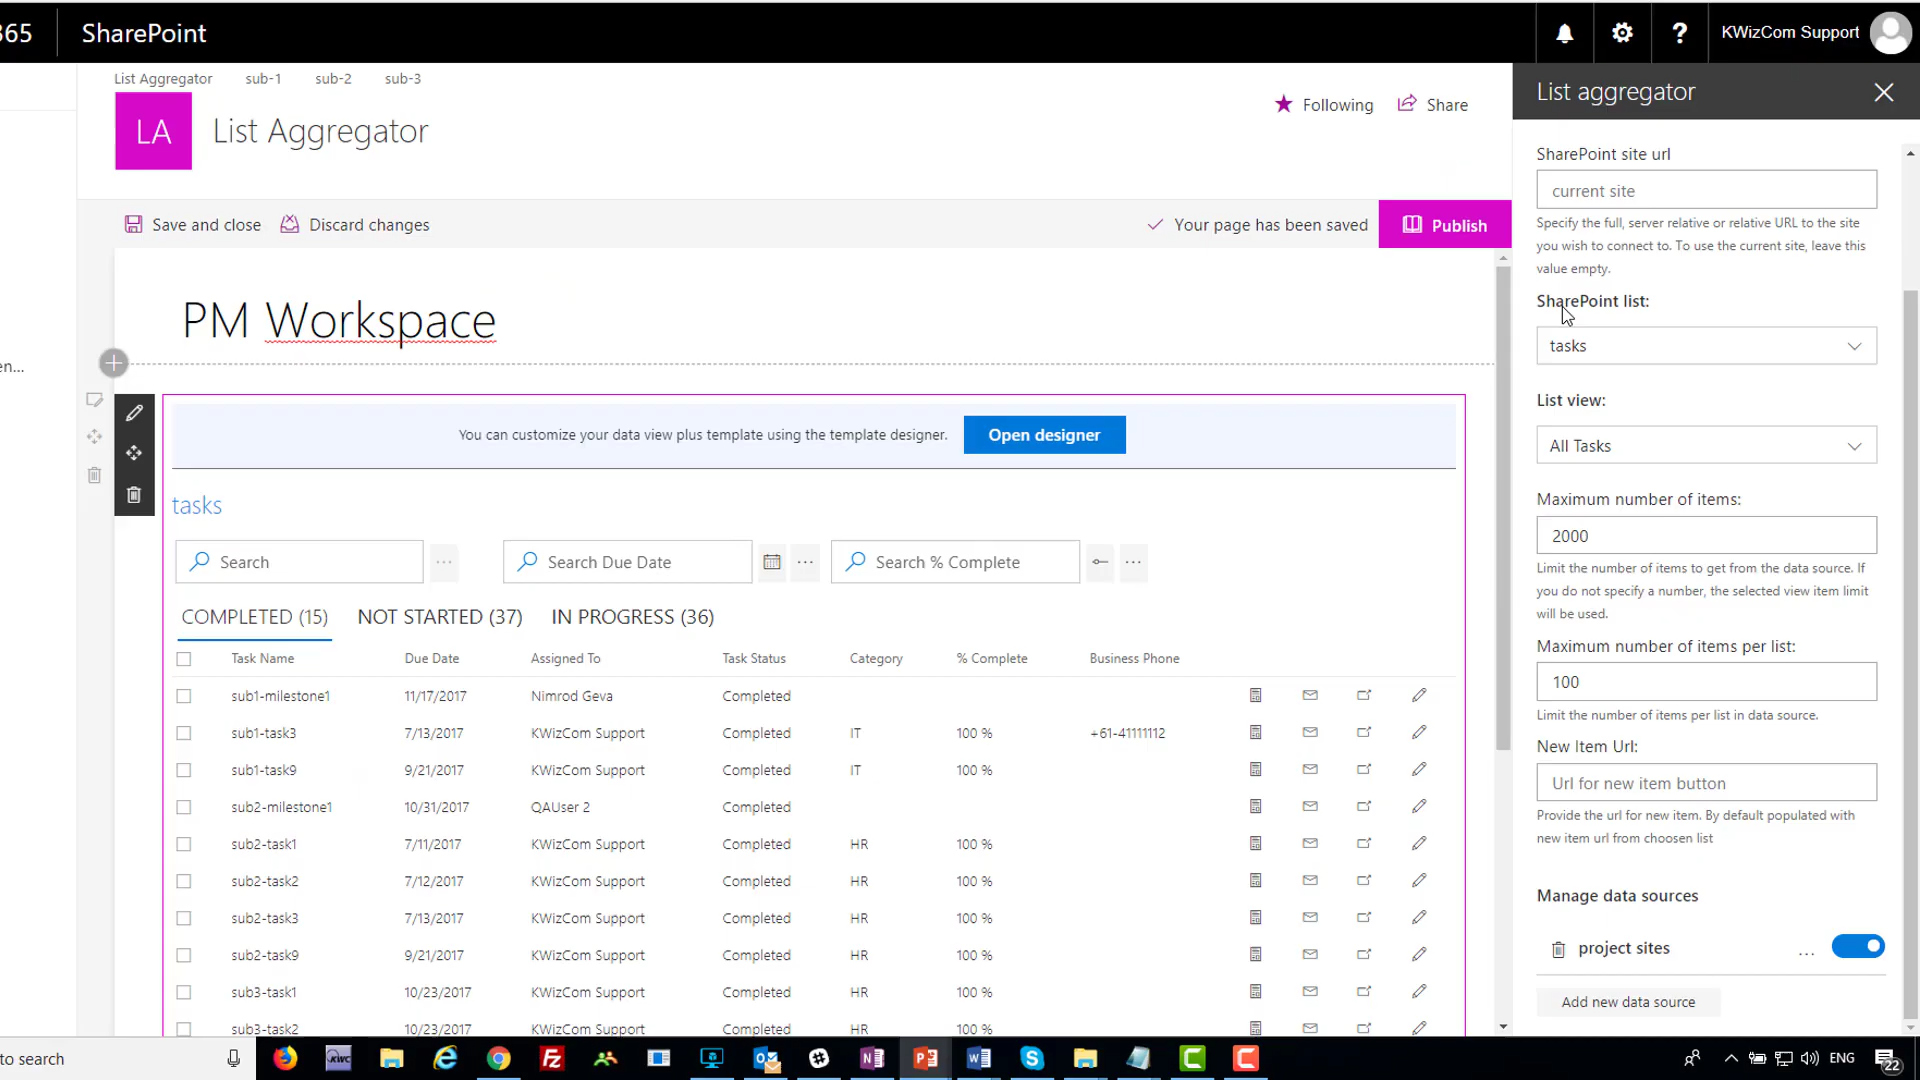 365 SharePoint KWizCom Support
List Aggregator sub-1 sub-2 sub-3
LA List Aggregator
Following Share
Save and close Discard changes Your page has been saved Publish
PM Workspace
en...
You can customize your data view plus template using the template designer. Open designer
tasks
Search ... Search Due Date ... Search % Complete ...
COMPLETED (15) NOT STARTED (37) IN PROGRESS (36)
Task Name Due Date Assigned To Task Status Category % Complete Business Phone
sub1-milestone1 11/17/2017 Nimrod Geva Completed
sub1-task3 7/13/2017 KWizCom Support Completed IT 100 % +61-41111112
sub1-task9 9/21/2017 KWizCom Support Completed IT 100 %
sub2-milestone1 10/31/2017 QAUser 2 Completed
sub2-task1 7/11/2017 KWizCom Support Completed HR 100 %
sub2-task2 7/12/2017 KWizCom Support Completed HR 100 %
sub2-task3 7/13/2017 KWizCom Support Completed HR 100 %
sub2-task9 9/21/2017 KWizCom Support Completed HR 100 %
sub3-task1 10/23/2017 KWizCom Support Completed HR 100 %
sub3-task2 10/23/2017 KWizCom Support Completed HR 100 %
List aggregator
SharePoint site url
current site
Specify the full, server relative or relative URL to the site
you wish to connect to. To use the current site, leave this
value empty.
SharePoint list:
tasks
List view:
All Tasks
Maximum number of items:
2000
Limit the number of items to get from the data source. If
you do not specify a number, the selected view item limit
will be used.
Maximum number of items per list:
100
Limit the number of items per list in data source.
New Item Url:
Url for new item button
Provide the url for new item. By default populated with
new item url from choosen list
Manage data sources
project sites ...
Add new data source
to search ENG 22